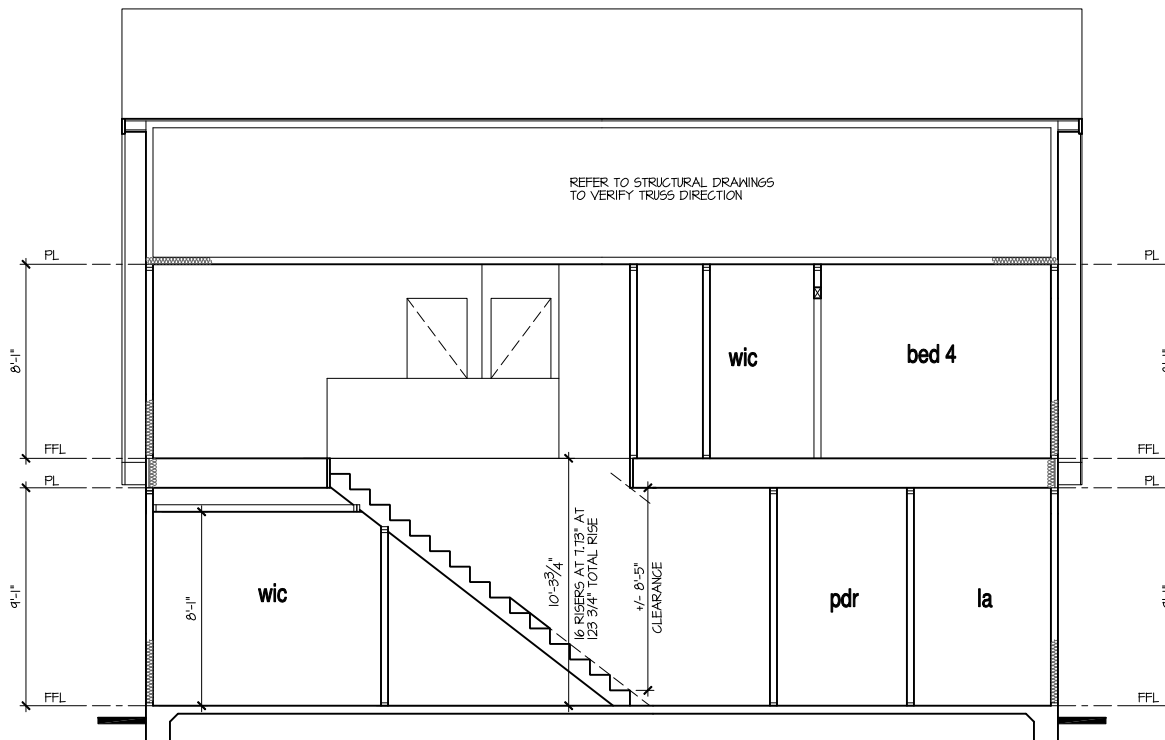 REFER TO STRUCTURAL DRAWINGS
TO VERIFY TRUSS DIRECTION
PL
PL
8'-1"
wic
bed 4
FFL
FFL
PL
PL
9'-1"
wic
8'-1"
10'-3 3/4"
16 RISERS AT 7.73" AT
123 3/4" TOTAL RISE
+/- 8'-5"
CLEARANCE
pdr
la
FFL
FFL